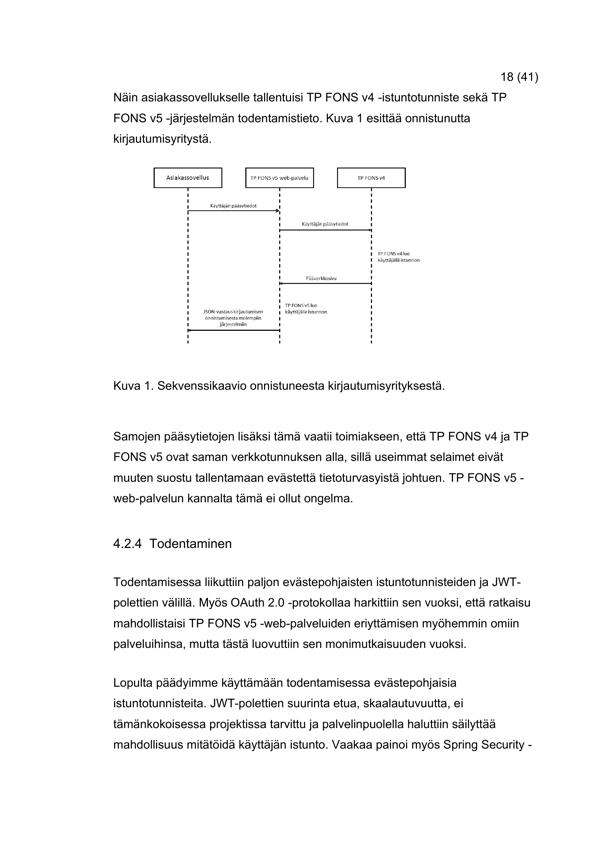 18 (41)
Näin asiakassovellukselle tallentuisi TP FONS v4 -istuntotunniste sekä TP
FONS v5 -järjestelmän todentamistieto. Kuva 1 esittää onnistunutta
kirjautumisyritystä.
Asiakassovellus
TP FONS v5 web-palvelu
TP FONS v4
Käyttäjän pääsytiedot
Käyttäjän pääsytiedot
TP FONS v4 luo
käyttäjälle istunnon
Pääverkkosivu
TP FONS v5 luo
käyttäjälle istunnon
JSON-vastaus kirjautumisen
onnistumisesta molempiin
järjestelmiin
Kuva 1. Sekvenssikaavio onnistuneesta kirjautumisyrityksestä.
Samojen pääsytietojen lisäksi tämä vaatii toimiakseen, että TP FONS v4 ja TP
FONS v5 ovat saman verkkotunnuksen alla, sillä useimmat selaimet eivät
muuten suostu tallentamaan evästettä tietoturvasyistä johtuen. TP FONS v5 -
web-palvelun kannalta tämä ei ollut ongelma.
4.2.4 Todentaminen
Todentamisessa liikuttiin paljon evästepohjaisten istuntotunnisteiden ja JWT-
polettien välillä. Myös OAuth 2.0 -protokollaa harkittiin sen vuoksi, että ratkaisu
mahdollistaisi TP FONS v5 -web-palveluiden eriyttämisen myöhemmin omiin
palveluihinsa, mutta tästä luovuttiin sen monimutkaisuuden vuoksi.
Lopulta päädyimme käyttämään todentamisessa evästepohjaisia
istuntotunnisteita. JWT-polettien suurinta etua, skaalautuvuutta, ei
tämänkokoisessa projektissa tarvittu ja palvelinpuolella haluttiin säilyttää
mahdollisuus mitätöidä käyttäjän istunto. Vaakaa painoi myös Spring Security -